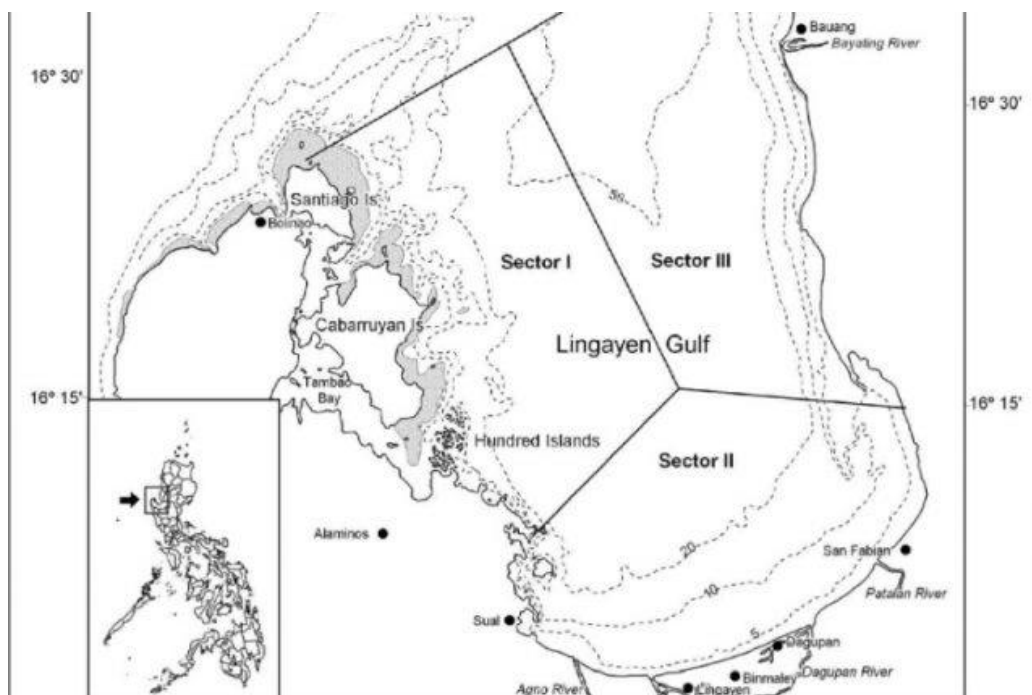 Bauang
Bayating River
16° 30'
16° 30'
Santiago Is
Bolinao
50
Sector I
Sector III
Cabarruyan Is
Lingayen Gulf
Tambac
Bay
16° 15'
16° 15'
Hundred Islands
Sector II
Alaminos
20
San Fabian
10
Patalan River
Sual
5
Dagupan
Dagupan River
Binmaley
Agno River
Lingayen